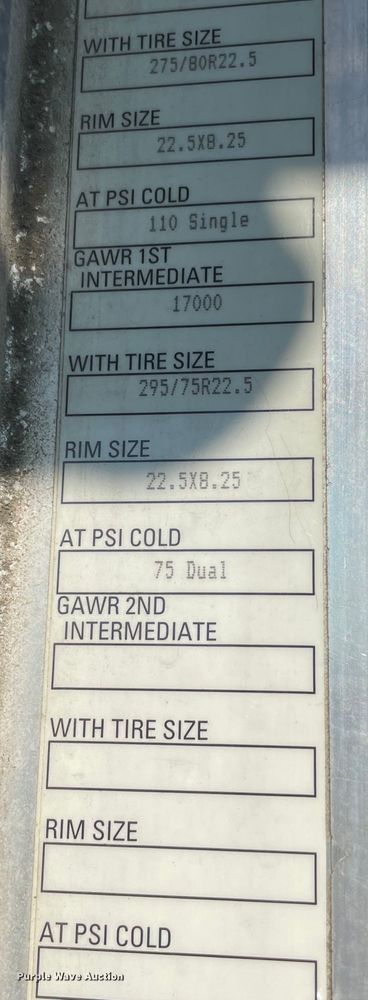 WITH TIRE SIZE
275/80R22.5
RIM SIZE
22.5X8.25
AT PSI COLD
110 Single
GAWR 1ST
INTERMEDIATE
17000
WITH TIRE SIZE
295/75R22.5
RIM SIZE
22.5X8.25
AT PSI COLD
75 Dual
GAWR 2ND
INTERMEDIATE
WITH TIRE SIZE
RIM SIZE
AT PSI COLD
Purple Wave Auction